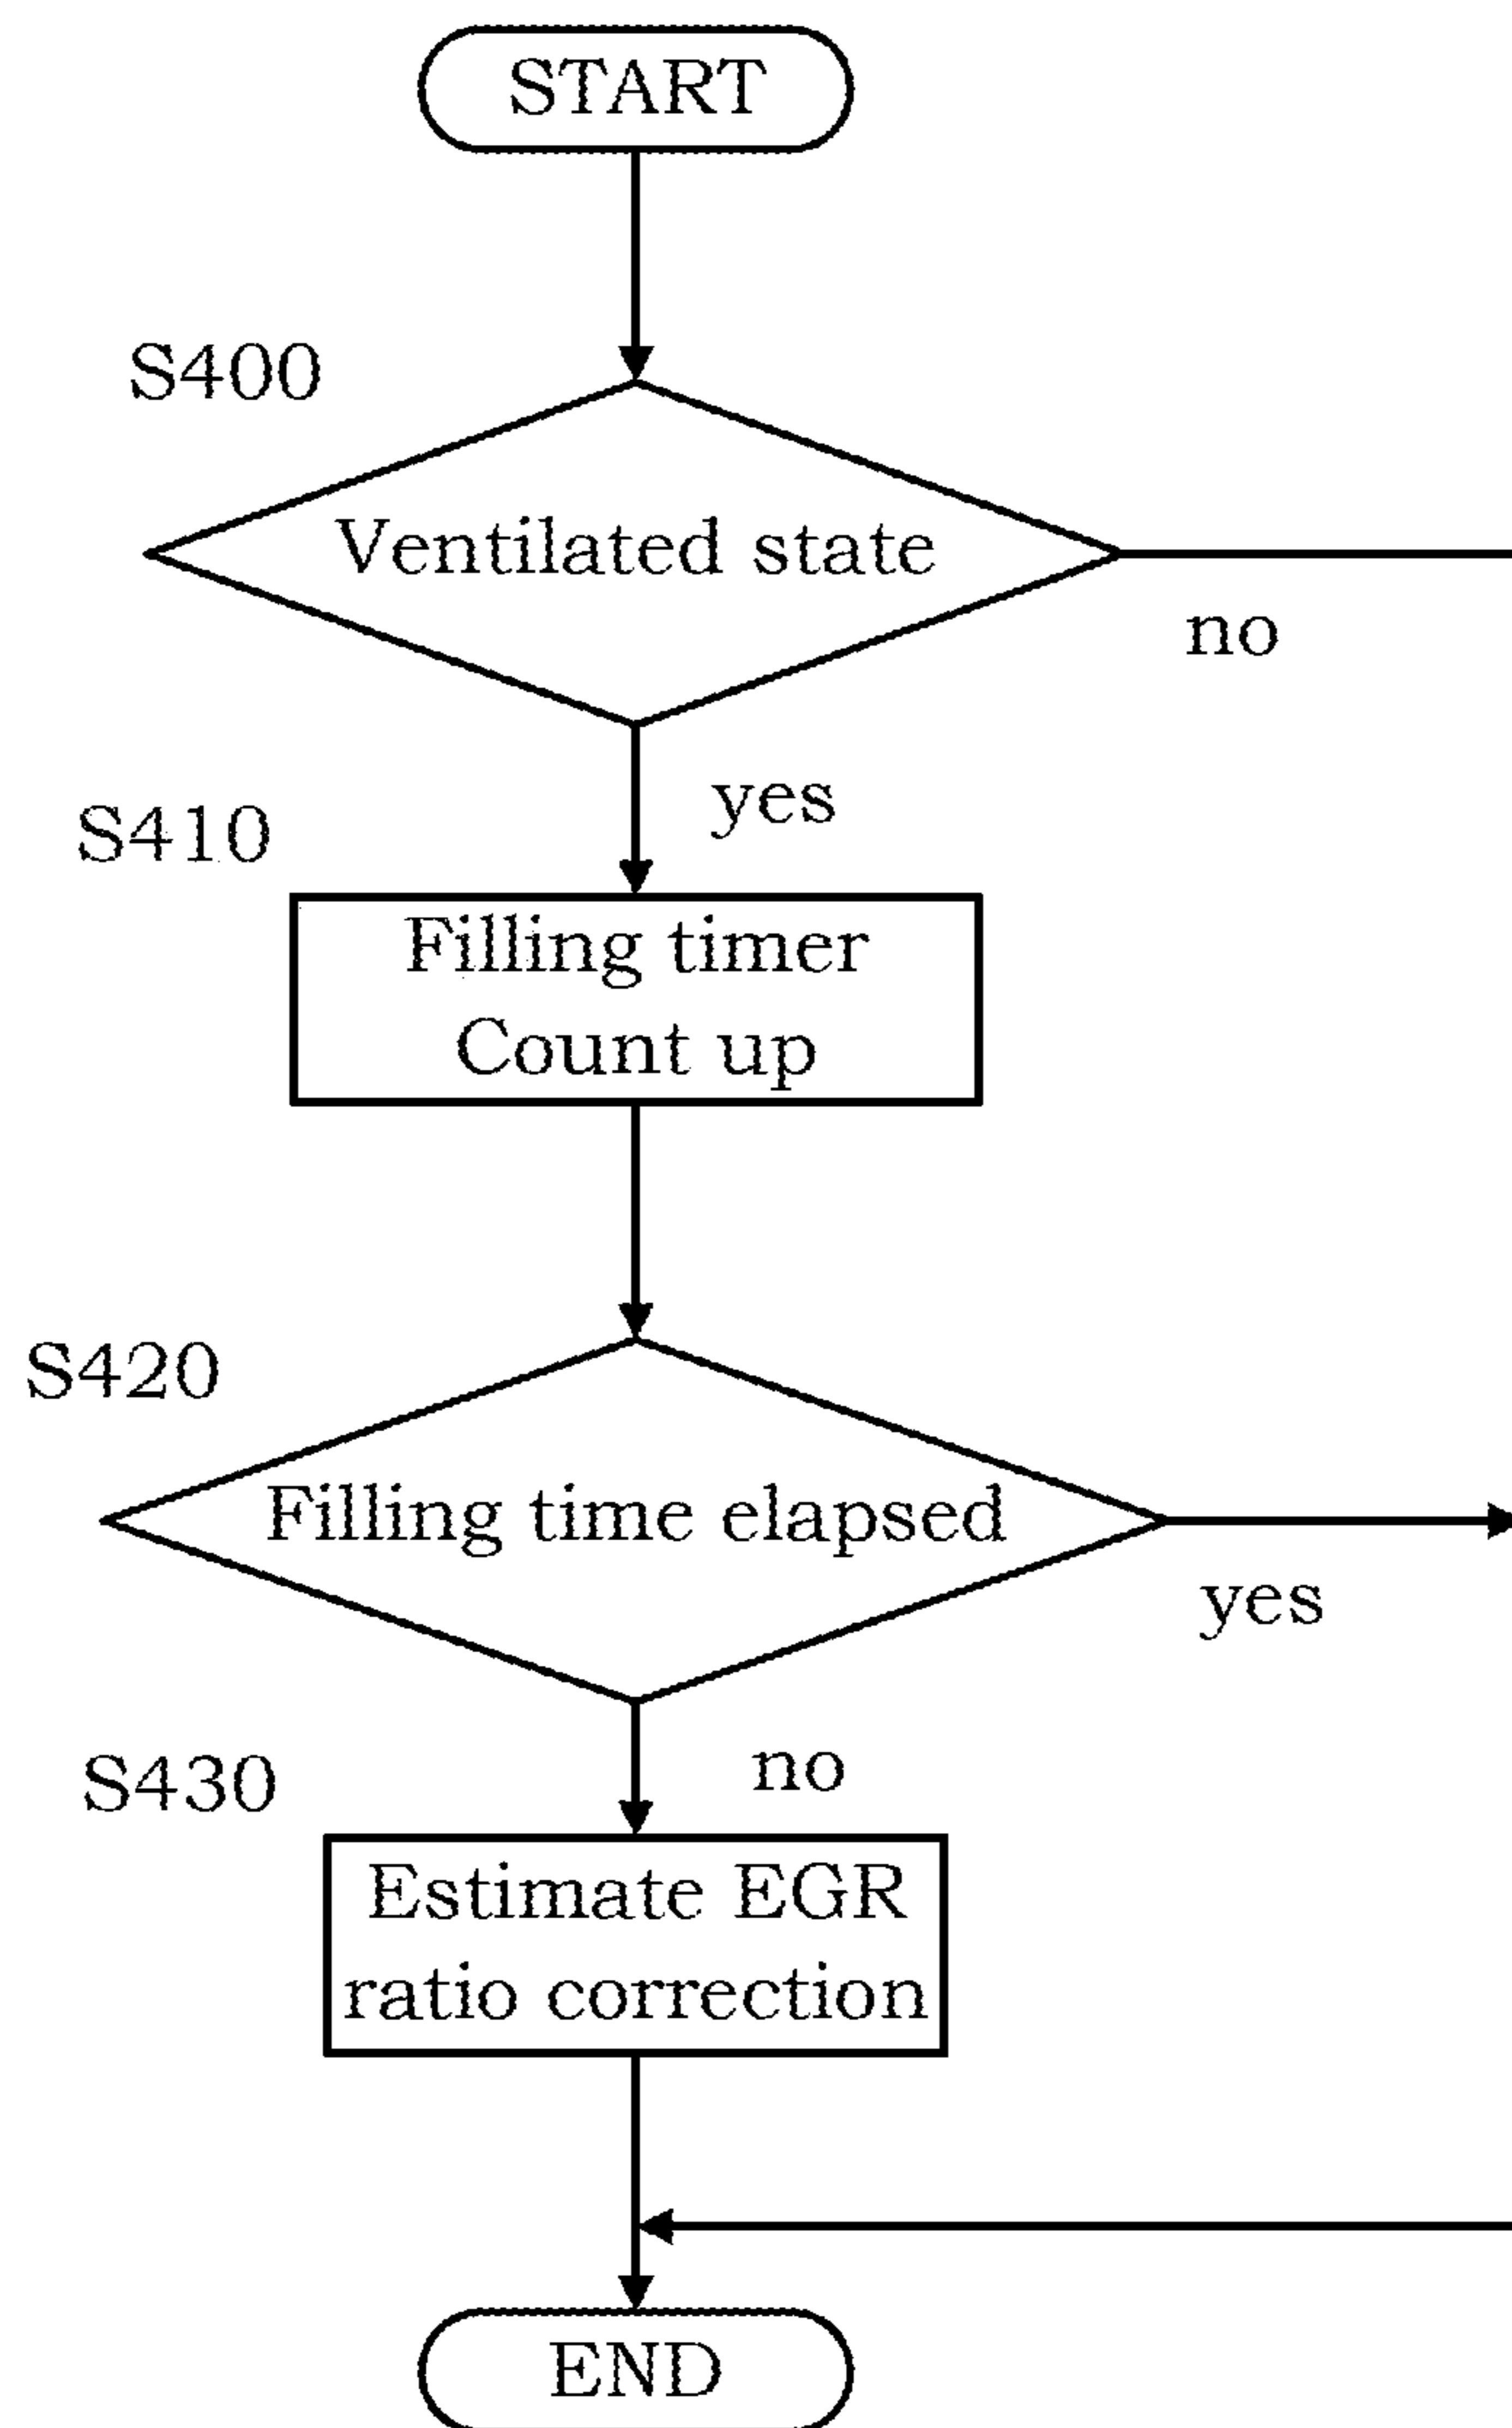 START
S400
Ventilated state
no
yes
S410
Filling timer
Count up
S420
Filling time elapsed
yes
no
S430
Estimate EGR
ratio correction
END